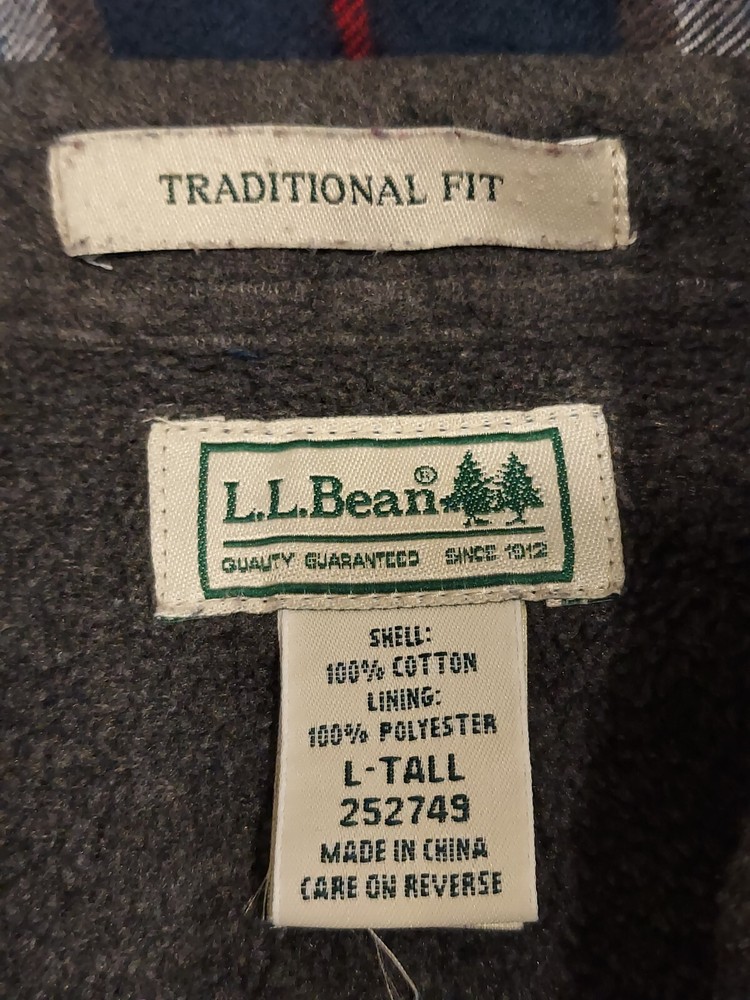 TRADITIONAL FIT
L.L.Bean®
QUALITY GUARANTEED SINCE 1912
SHELL:
100% COTTON
LINING:
100% POLYESTER
L-TALL
252749
MADE IN CHINA
CARE ON REVERSE